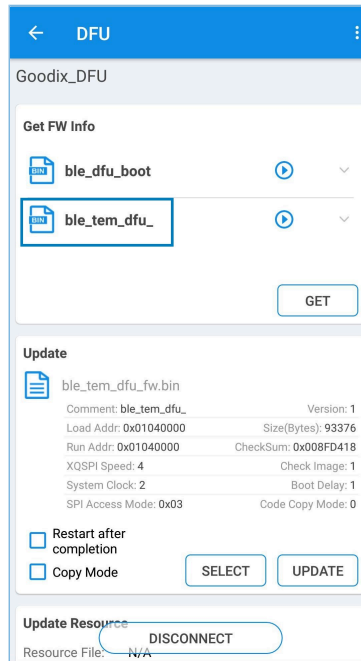 DFU
Goodix_DFU
Get FW Info
BIN ble_dfu_boot
BIN ble_tem_dfu_
GET
Update
ble_tem_dfu_fw.bin
Comment: ble_tem_dfu_ Version: 1
Load Addr: 0x01040000 Size(Bytes): 93376
Run Addr: 0x01040000 CheckSum: 0x008FD418
XQSPI Speed: 4 Check Image: 1
System Clock: 2 Boot Delay: 1
SPI Access Mode: 0x03 Code Copy Mode: 0
Restart after
completion
Copy Mode SELECT UPDATE
Update Resource
DISCONNECT
Resource File: N/A